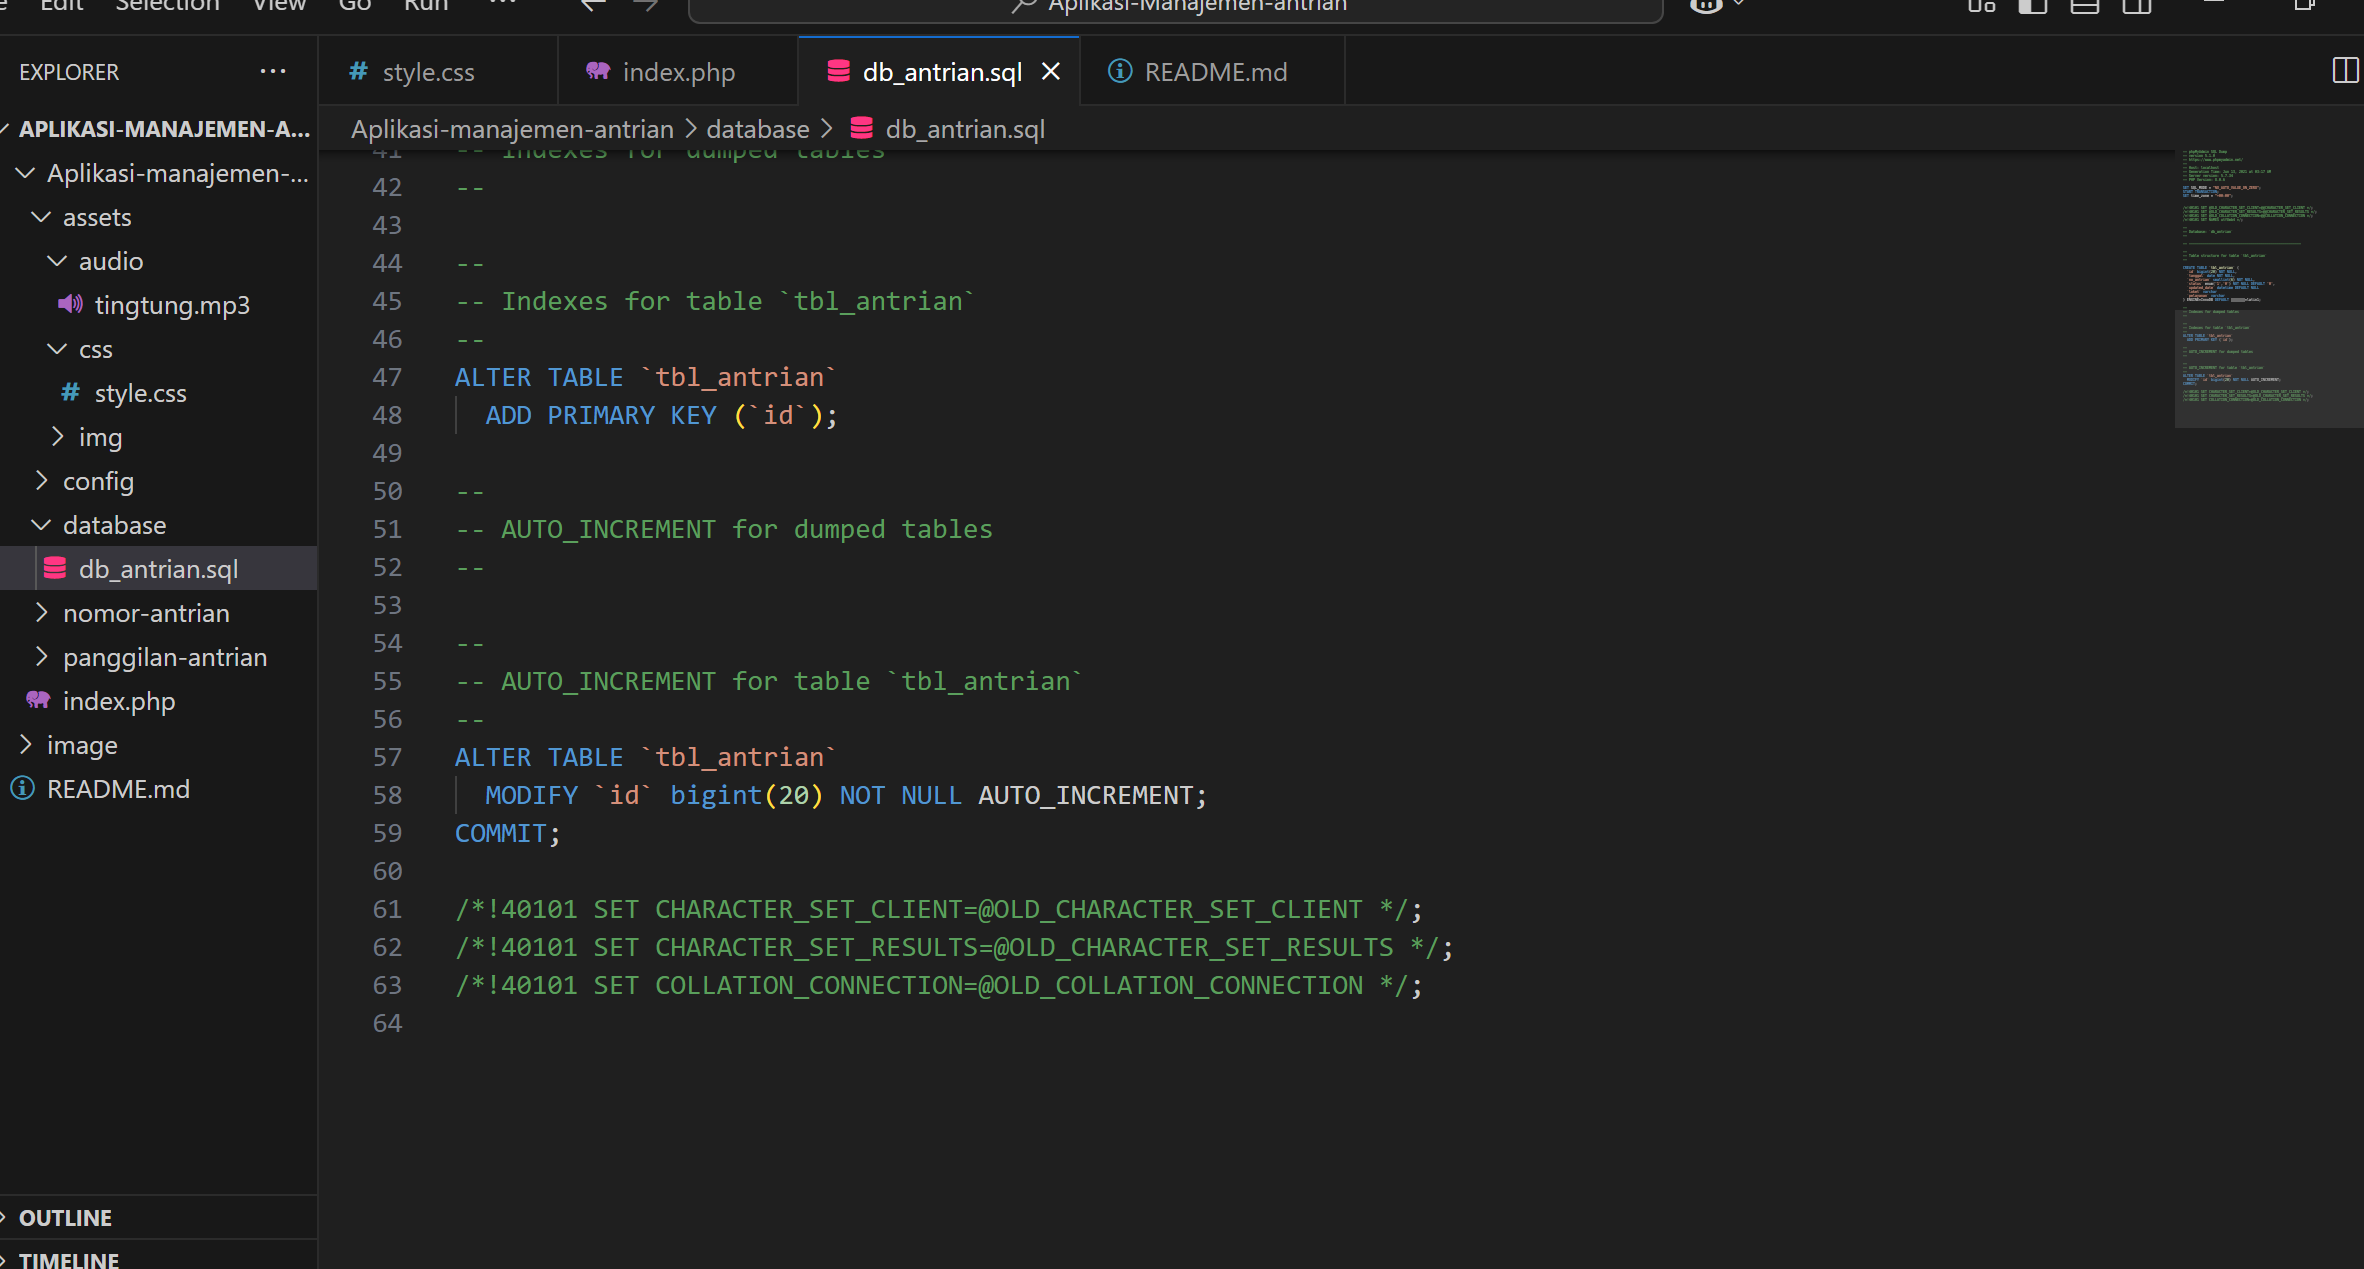 Edit Selection View Go Run ···
Aplikasi-Manajemen-antrian
EXPLORER ···
style.css
index.php
db_antrian.sql
README.md
APLIKASI-MANAJEMEN-A...
Aplikasi-manajemen-...
assets
audio
tingtung.mp3
css
style.css
img
config
database
db_antrian.sql
nomor-antrian
panggilan-antrian
index.php
image
README.md
OUTLINE
TIMELINE
Aplikasi-manajemen-antrian > database > db_antrian.sql
41 -- Indexes for dumped tables
42 --
43
44 --
45 -- Indexes for table `tbl_antrian`
46 --
47 ALTER TABLE `tbl_antrian`
48 ADD PRIMARY KEY (`id`);
49
50 --
51 -- AUTO_INCREMENT for dumped tables
52 --
53
54 --
55 -- AUTO_INCREMENT for table `tbl_antrian`
56 --
57 ALTER TABLE `tbl_antrian`
58 MODIFY `id` bigint(20) NOT NULL AUTO_INCREMENT;
59 COMMIT;
60
61 /*!40101 SET CHARACTER_SET_CLIENT=@OLD_CHARACTER_SET_CLIENT */;
62 /*!40101 SET CHARACTER_SET_RESULTS=@OLD_CHARACTER_SET_RESULTS */;
63 /*!40101 SET COLLATION_CONNECTION=@OLD_COLLATION_CONNECTION */;
64